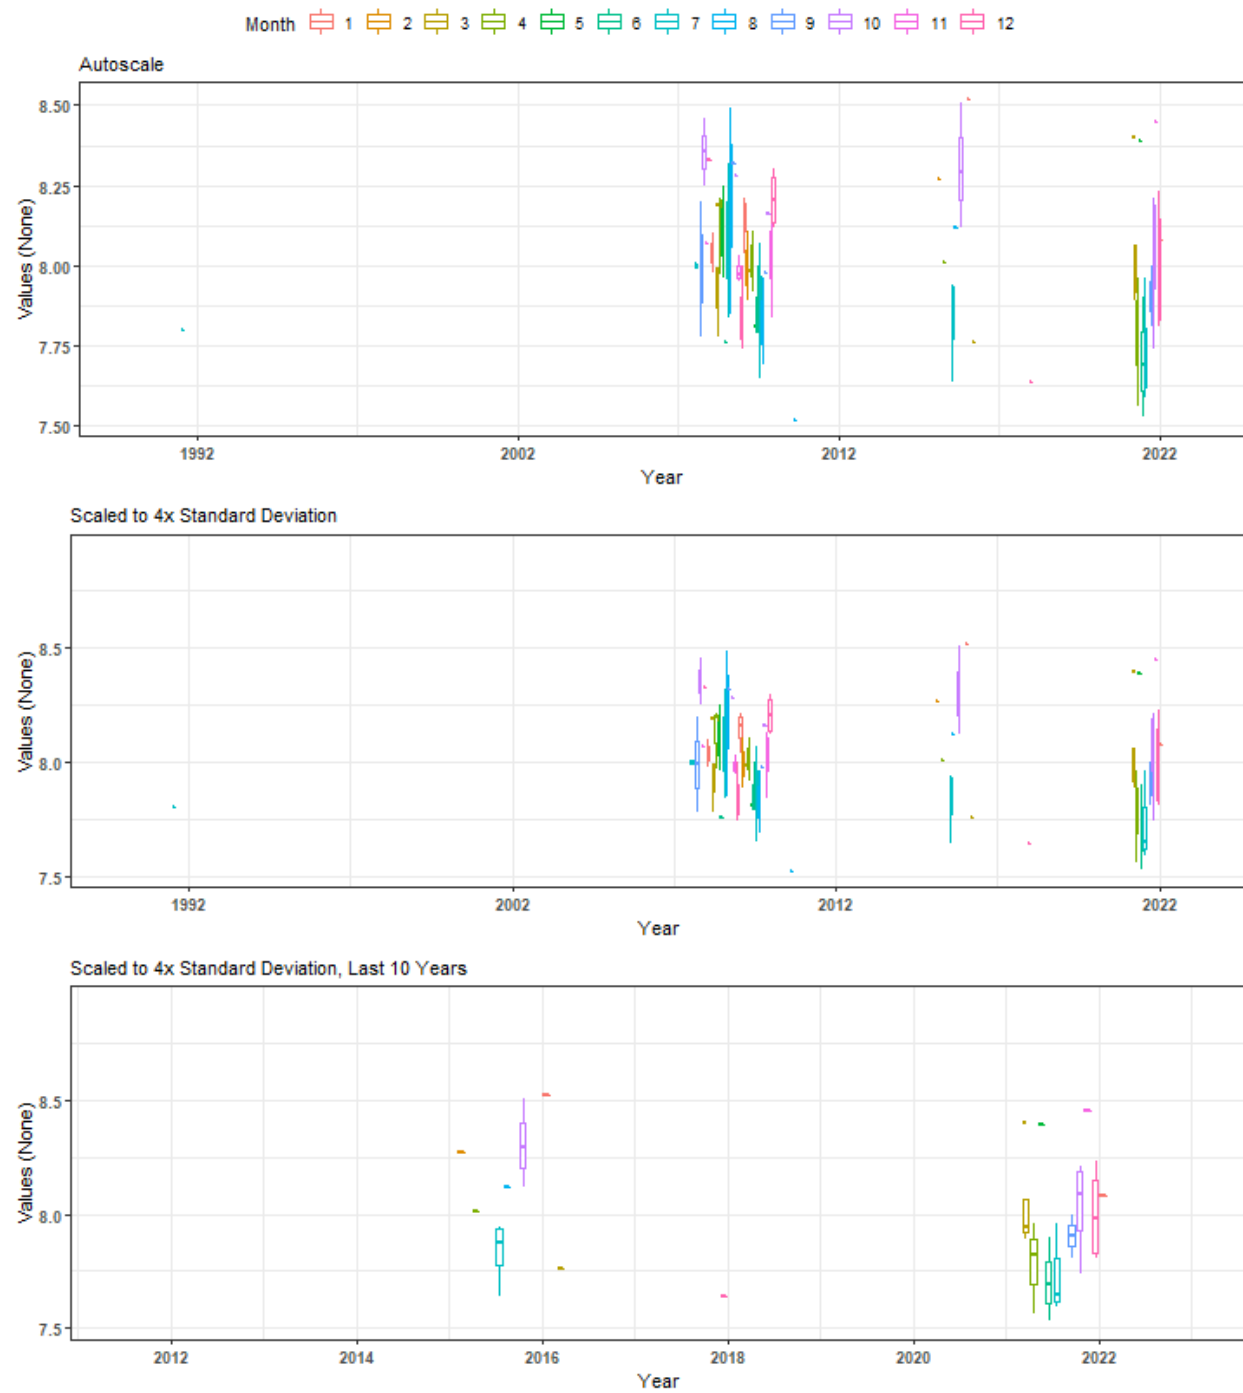 Month 1 2 3 4 5 6 7 8 9 10 11 12
Autoscale
8.50
8.25
8.00
7.75
7.50
Values (None)
1992 2002 2012 2022
Year
Scaled to 4x Standard Deviation
8.5
8.0
7.5
Values (None)
1992 2002 2012 2022
Year
Scaled to 4x Standard Deviation, Last 10 Years
8.5
8.0
7.5
Values (None)
2012 2014 2016 2018 2020 2022
Year